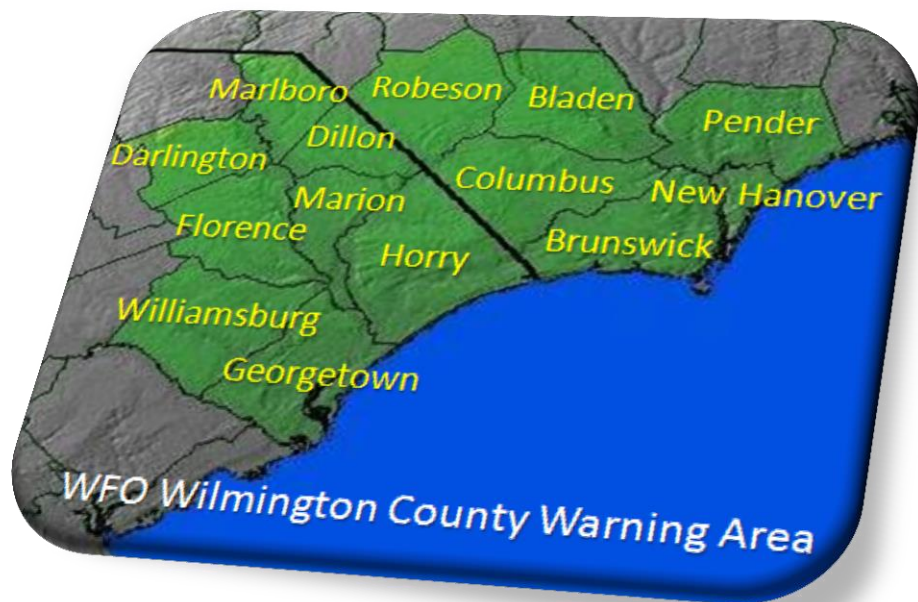 Marlboro
Robeson
Bladen
Pender
Darlington
Dillon
Columbus
New Hanover
Marion
Florence
Horry
Brunswick
Williamsburg
Georgetown
WFO Wilmington County Warning Area